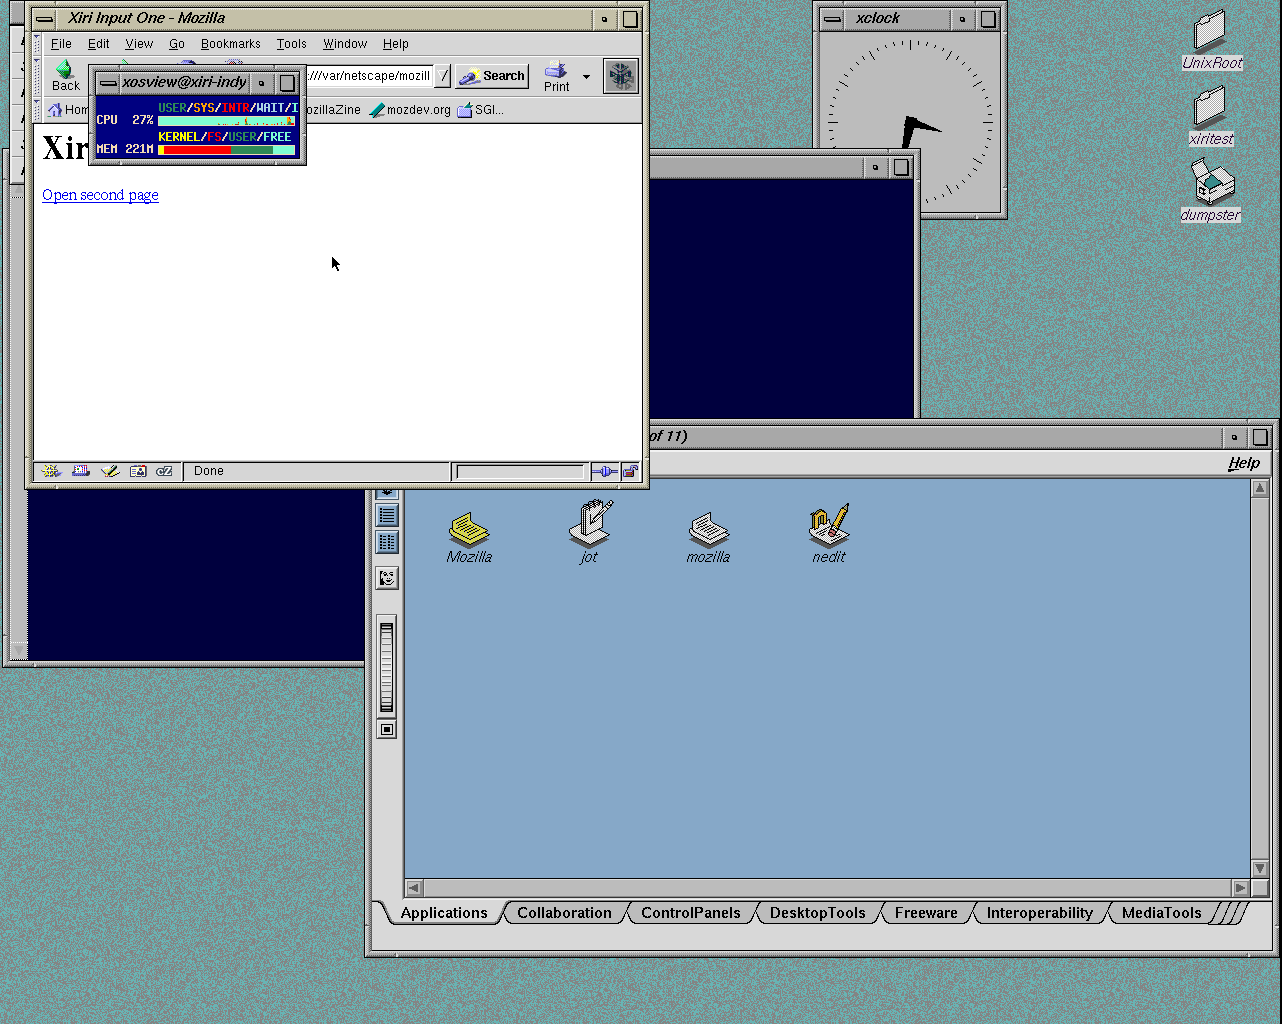 Xiri Input One - Mozilla
File Edit View Go Bookmarks Tools Window Help
Back
:///var/netscape/mozill
Search
Print
Hom
ozillaZine
mozdev.org
SGI...
xosview@xiri-indy
USER/SYS/INTR/WAIT/I
CPU 27%
KERNEL/FS/USER/FREE
MEM 221M
Xir
Open second page
Done
xclock
UnixRoot
xiritest
dumpster
of 11)
Help
Mozilla
jot
mozilla
nedit
Applications
Collaboration
ControlPanels
DesktopTools
Freeware
Interoperability
MediaTools